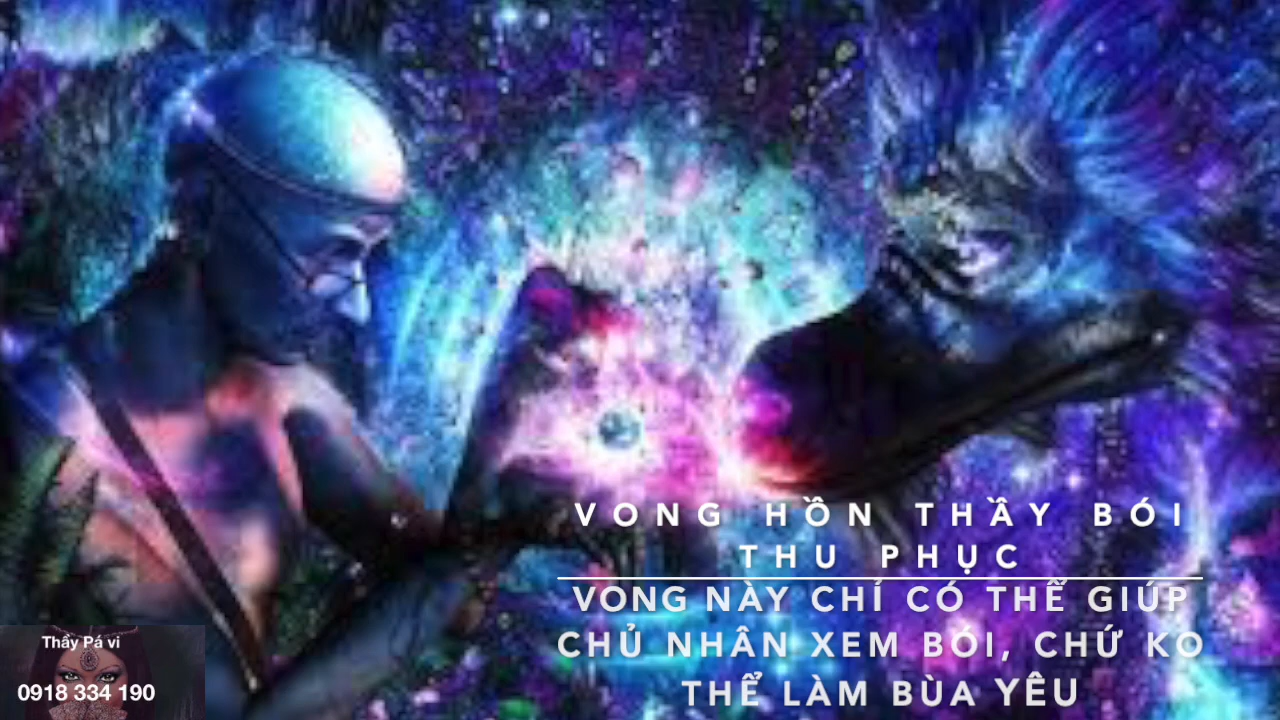 VONG HỒN THẦY BÓI
THU PHỤC
VONG NÀY CHỈ CÓ THỂ GIÚP
CHỦ NHÂN XEM BÓI, CHỨ KO
THỂ LÀM BÙA YÊU
Thầy Pá vi
0918 334 190